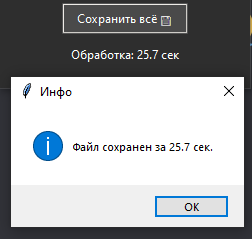 Сохранить всё
Обработка: 25.7 сек
Инфо
Файл сохранен за 25.7 сек.
OK